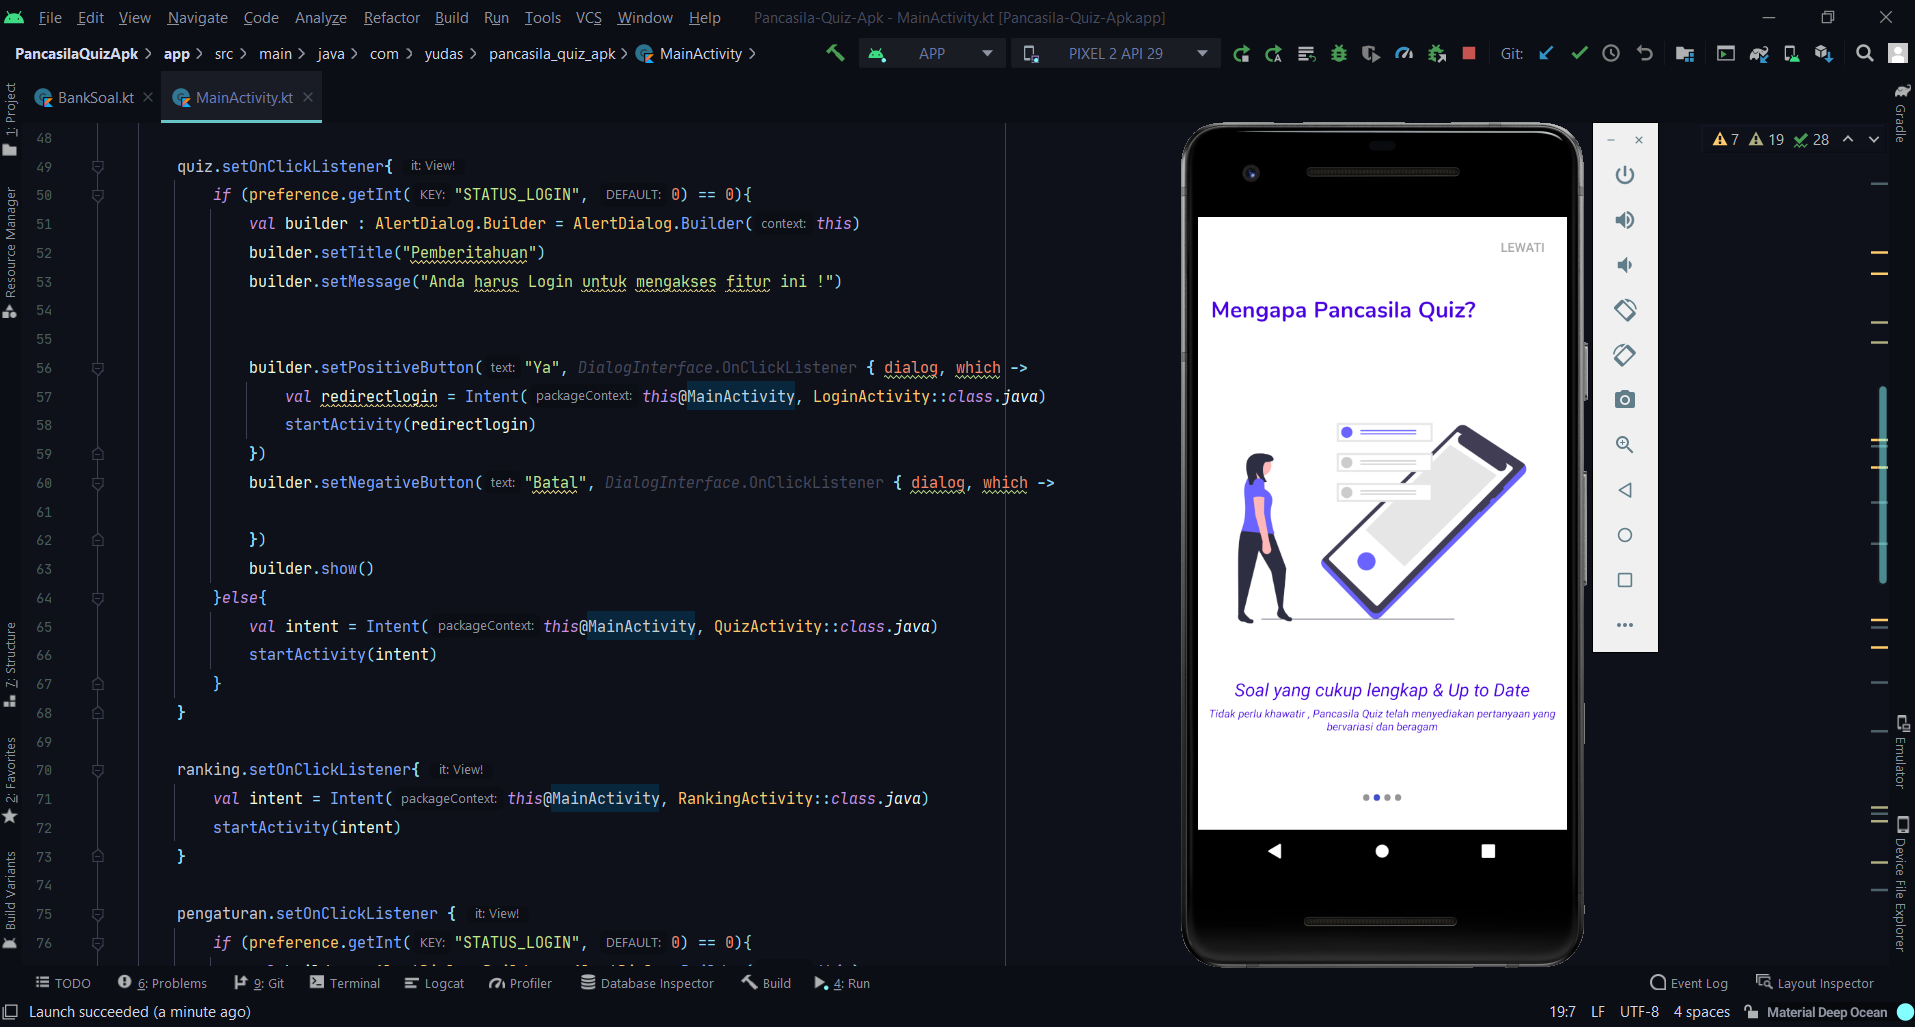 File Edit View Navigate Code Analyze Refactor Build Run Tools VCS Window Help Pancasila-Quiz-Apk - MainActivity.kt [Pancasila-Quiz-Apk.app]
PancasilaQuizApk app src main java com yudas pancasila_quiz_apk MainActivity APP PIXEL 2 API 29 Git:
BankSoal.kt MainActivity.kt
1: Project
Resource Manager
7: Structure
2: Favorites
Build Variants
7 19 28
48
49 quiz.setOnClickListener{ it: View!
50 if (preference.getInt( KEY: "STATUS_LOGIN", DEFAULT: 0) == 0){
51 val builder : AlertDialog.Builder = AlertDialog.Builder( context: this)
52 builder.setTitle("Pemberitahuan")
53 builder.setMessage("Anda harus Login untuk mengakses fitur ini !")
54
55
56 builder.setPositiveButton( text: "Ya", DialogInterface.OnClickListener { dialog, which ->
57 val redirectlogin = Intent( packageContext: this@MainActivity, LoginActivity::class.java)
58 startActivity(redirectlogin)
59 })
60 builder.setNegativeButton( text: "Batal", DialogInterface.OnClickListener { dialog, which ->
61
62 })
63 builder.show()
64 }else{
65 val intent = Intent( packageContext: this@MainActivity, QuizActivity::class.java)
66 startActivity(intent)
67 }
68 }
69
70 ranking.setOnClickListener{ it: View!
71 val intent = Intent( packageContext: this@MainActivity, RankingActivity::class.java)
72 startActivity(intent)
73 }
74
75 pengaturan.setOnClickListener { it: View!
76 if (preference.getInt( KEY: "STATUS_LOGIN", DEFAULT: 0) == 0){
LEWATI
Mengapa Pancasila Quiz?
Soal yang cukup lengkap & Up to Date
Tidak perlu khawatir , Pancasila Quiz telah menyediakan pertanyaan yang
bervariasi dan beragam
Gradle
Emulator
Device File Explorer
TODO 6: Problems 9: Git Terminal Logcat Profiler Database Inspector Build 4: Run Event Log Layout Inspector
Launch succeeded (a minute ago) 19:7 LF UTF-8 4 spaces Material Deep Ocean